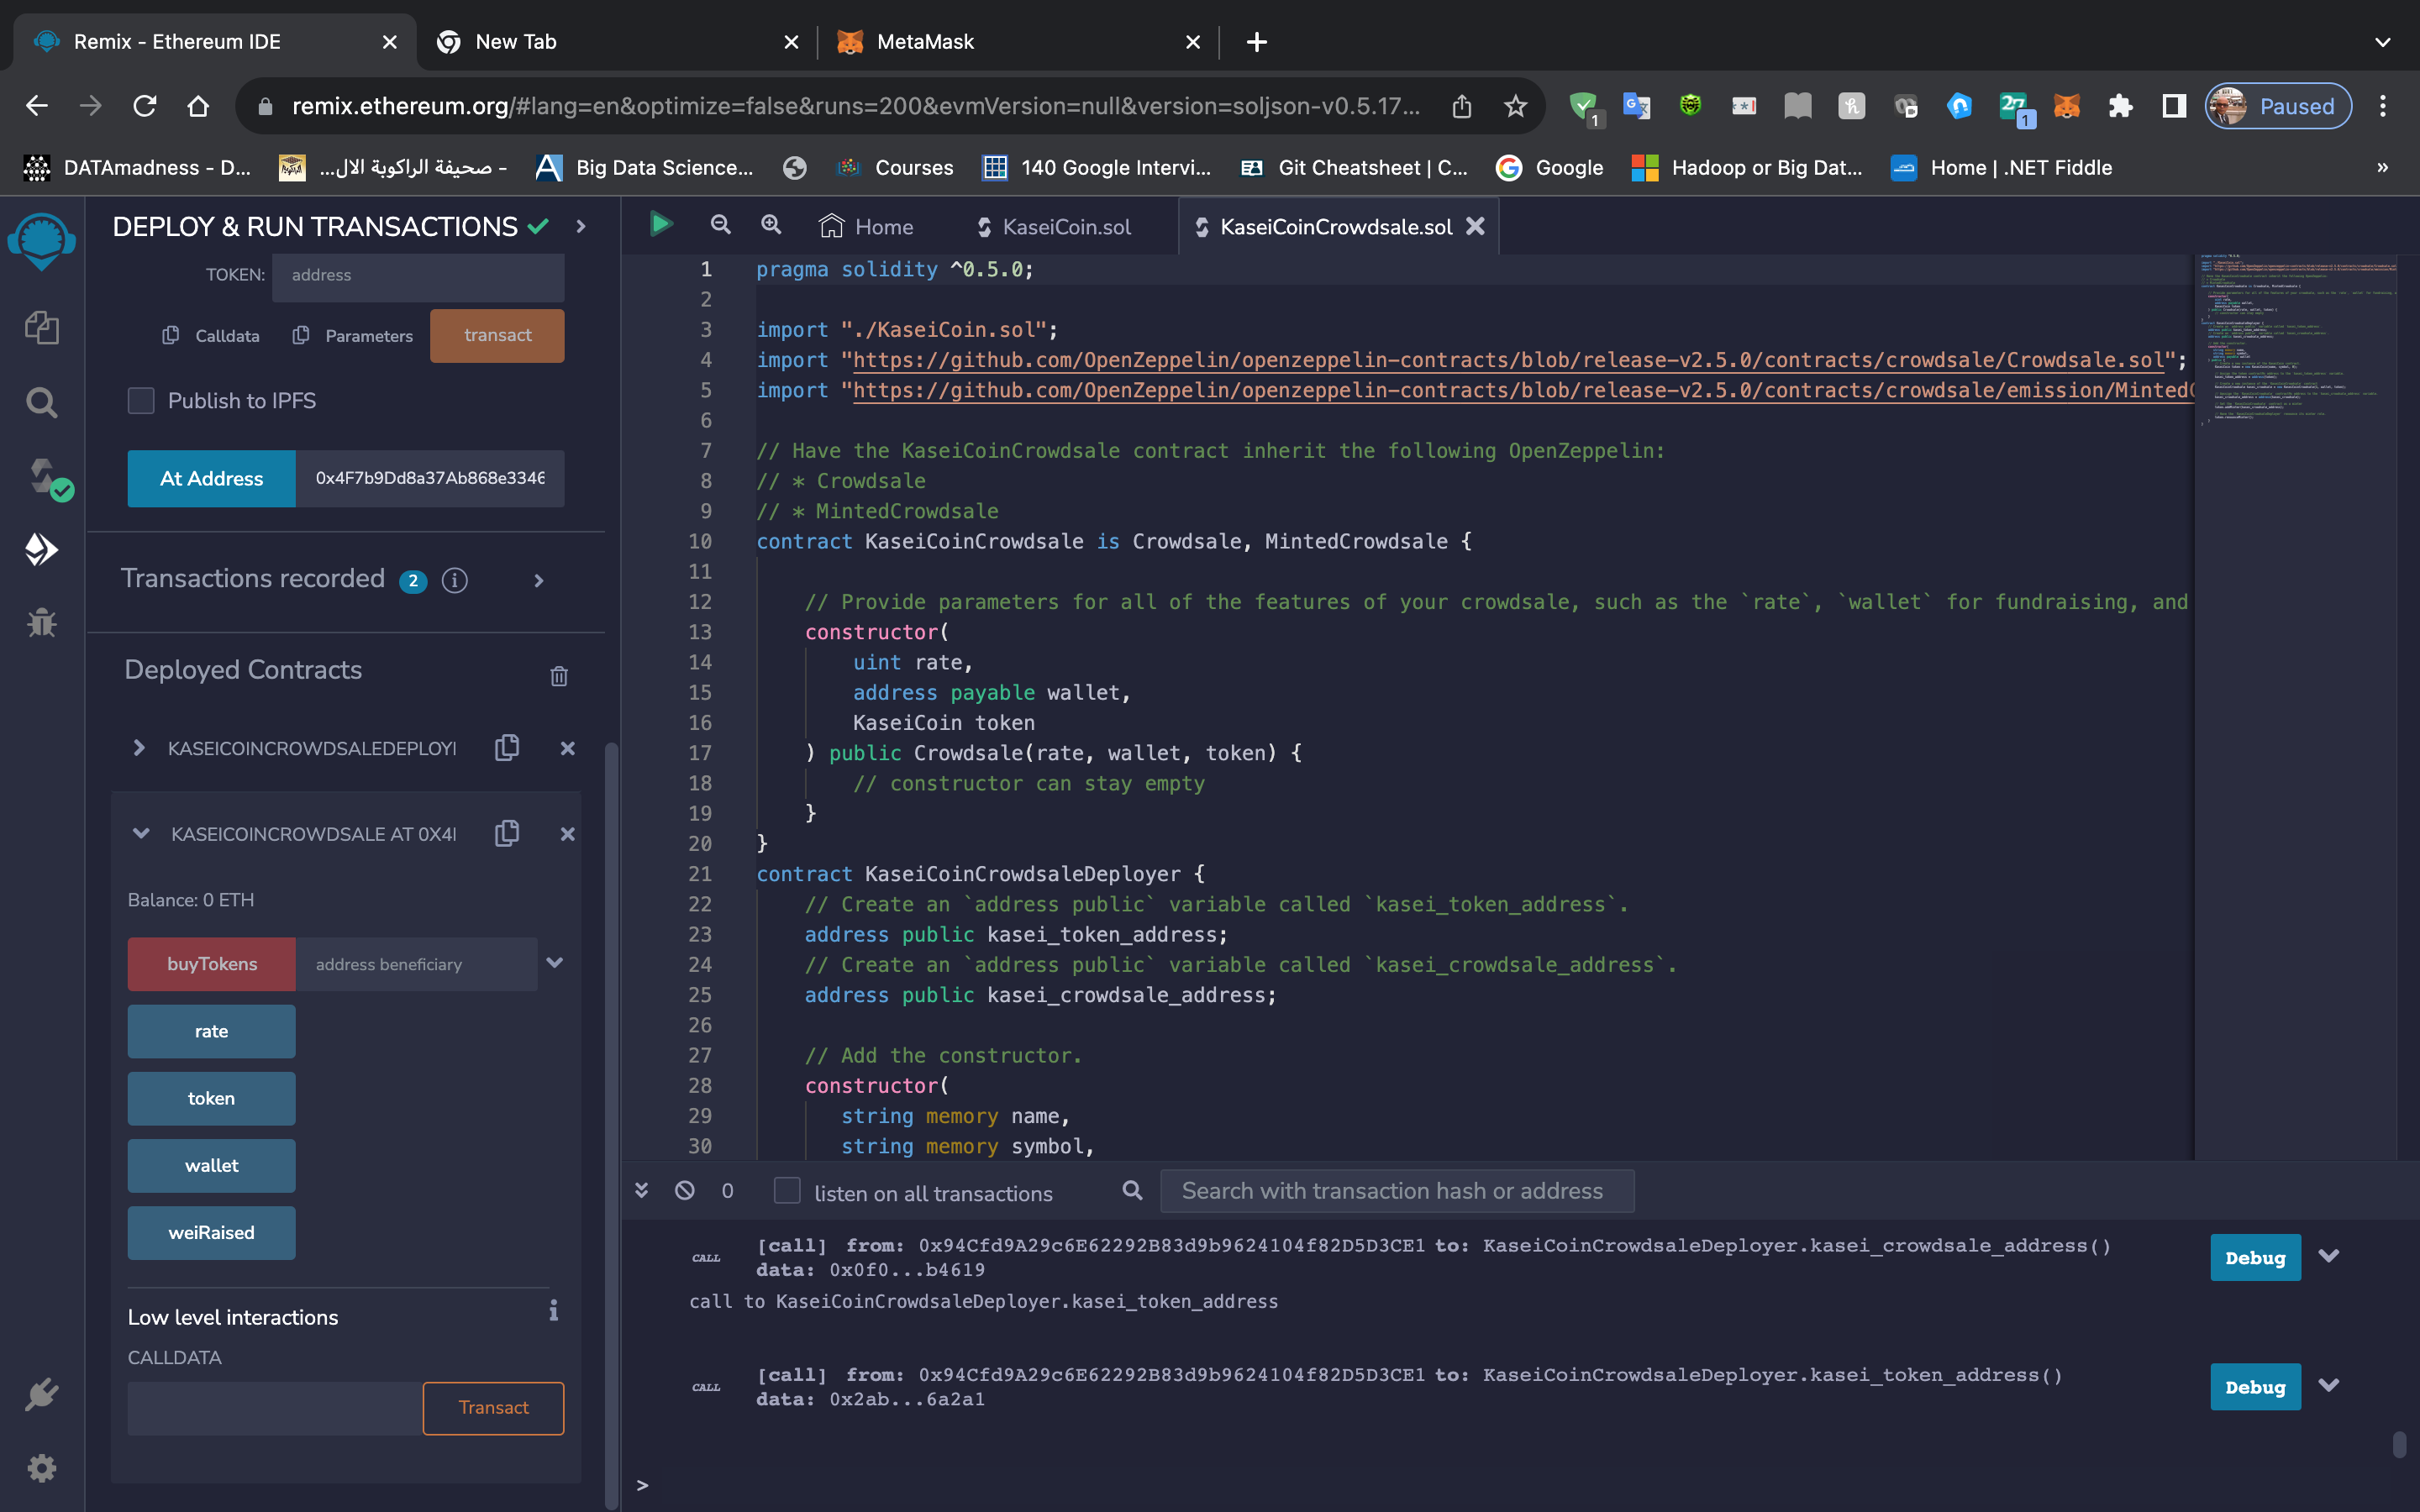 Remix - Ethereum IDE
New Tab
MetaMask
remix.ethereum.org/#lang=en&optimize=false&runs=200&evmVersion=null&version=soljson-v0.5.17...
1
1
Paused
DATAmadness - D...
...صحيفة الراكوبة الال -
Big Data Science...
Courses
140 Google Intervi...
Git Cheatsheet | C...
Google
Hadoop or Big Dat...
Home | .NET Fiddle
»
DEPLOY & RUN TRANSACTIONS
TOKEN: address
Calldata Parameters transact
Publish to IPFS
At Address 0x4F7b9Dd8a37Ab868e3346
Transactions recorded 2 i
Deployed Contracts
KASEICOINCROWDSALEDEPLOYI
KASEICOINCROWDSALE AT 0X4I
Balance: 0 ETH
buyTokens address beneficiary
rate
token
wallet
weiRaised
Low level interactions i
CALLDATA
Transact
Home
KaseiCoin.sol
KaseiCoinCrowdsale.sol
1 pragma solidity ^0.5.0;
2
3 import "./KaseiCoin.sol";
4 import "https://github.com/OpenZeppelin/openzeppelin-contracts/blob/release-v2.5.0/contracts/crowdsale/Crowdsale.sol";
5 import "https://github.com/OpenZeppelin/openzeppelin-contracts/blob/release-v2.5.0/contracts/crowdsale/emission/MintedC
6
7 // Have the KaseiCoinCrowdsale contract inherit the following OpenZeppelin:
8 // * Crowdsale
9 // * MintedCrowdsale
10 contract KaseiCoinCrowdsale is Crowdsale, MintedCrowdsale {
11
12 // Provide parameters for all of the features of your crowdsale, such as the `rate`, `wallet` for fundraising, and
13 constructor(
14 uint rate,
15 address payable wallet,
16 KaseiCoin token
17 ) public Crowdsale(rate, wallet, token) {
18 // constructor can stay empty
19 }
20 }
21 contract KaseiCoinCrowdsaleDeployer {
22 // Create an `address public` variable called `kasei_token_address`.
23 address public kasei_token_address;
24 // Create an `address public` variable called `kasei_crowdsale_address`.
25 address public kasei_crowdsale_address;
26
27 // Add the constructor.
28 constructor(
29 string memory name,
30 string memory symbol,
0 listen on all transactions Search with transaction hash or address
CALL [call] from: 0x94Cfd9A29c6E62292B83d9b9624104f82D5D3CE1 to: KaseiCoinCrowdsaleDeployer.kasei_crowdsale_address()
data: 0x0f0...b4619
Debug
call to KaseiCoinCrowdsaleDeployer.kasei_token_address
CALL [call] from: 0x94Cfd9A29c6E62292B83d9b9624104f82D5D3CE1 to: KaseiCoinCrowdsaleDeployer.kasei_token_address()
data: 0x2ab...6a2a1
Debug
>